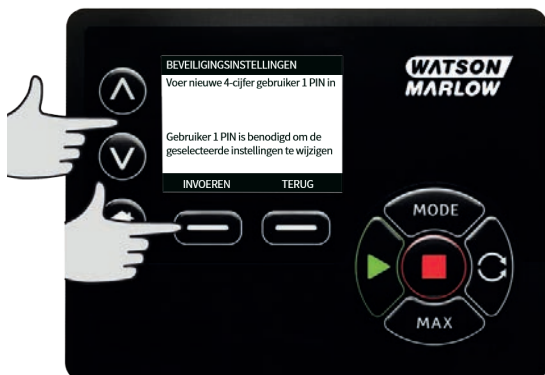 BEVEILIGINGSINSTELLINGEN
Voer nieuwe 4-cijfer gebruiker 1 PIN in
Gebruiker 1 PIN is benodigd om de
geselecteerde instellingen te wijzigen
INVOEREN TERUG
WATSON
MARLOW
MODE
MAX